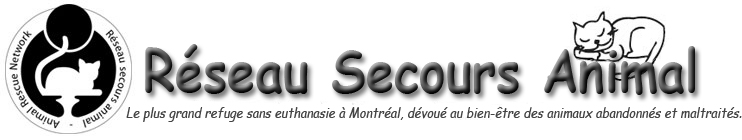 Animal Rescue Network - Réseau secours animal
Réseau Secours Animal
Le plus grand refuge sans euthanasie à Montréal, dévoué au bien-être des animaux abandonnés et maltraités.